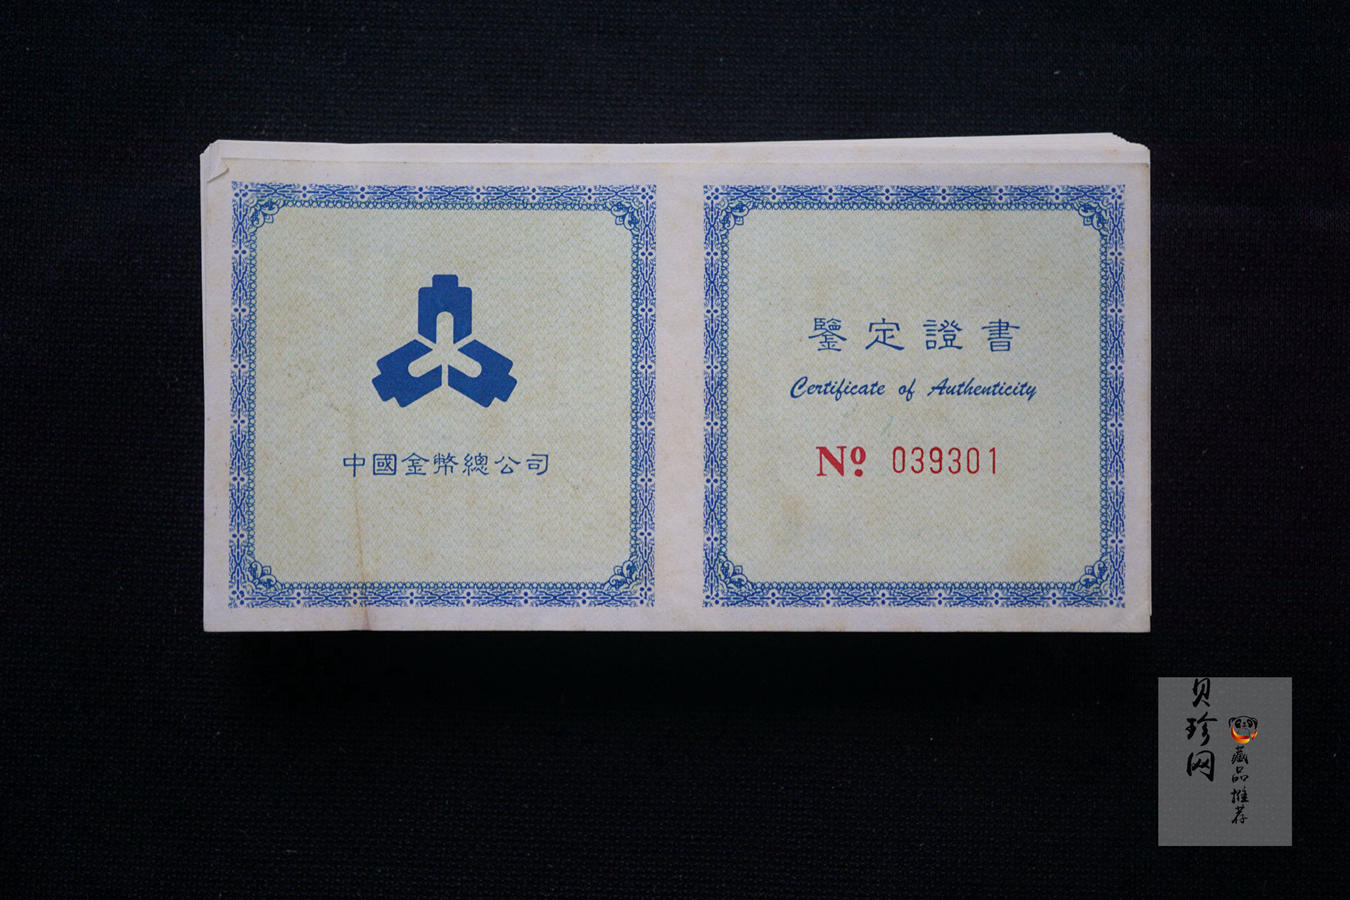 中國金幣總公司
鑒定證書
Certificate of Authenticity
Nº 039301
贝珍网
藏品推荐